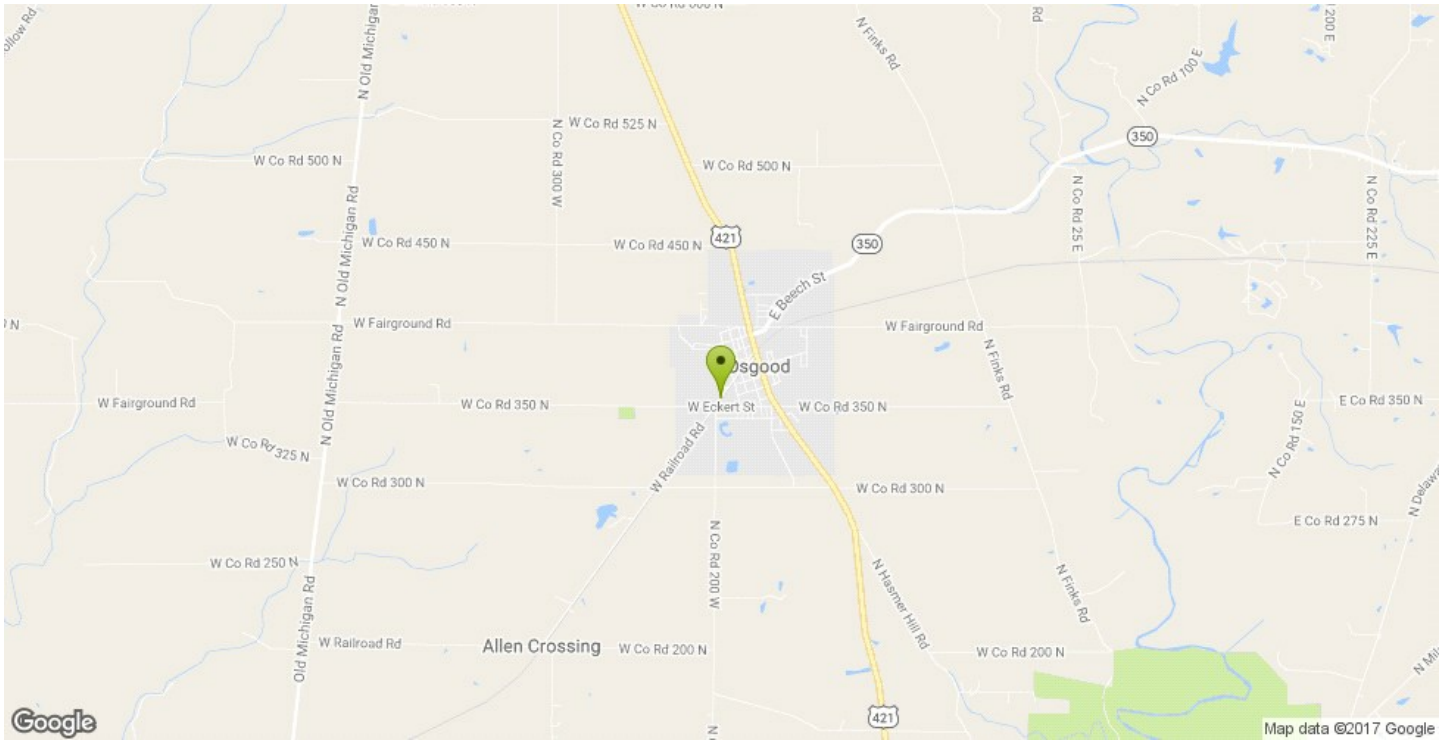 N Old Michigan Rd
N Finks Rd
Rd
N Co Rd 100 E
W Co Rd 525 N
N Co Rd 300 W
350
W Co Rd 500 N
W Co Rd 500 N
N Co Rd 25 E
N Co Rd 225 E
N Old Michigan Rd
W Co Rd 450 N
W Co Rd 450 N
421
350
E Beech St
N
W Fairground Rd
W Fairground Rd
N Old Michigan Rd
N Finks Rd
Osgood
W Fairground Rd
W Co Rd 350 N
W Eckert St
W Co Rd 350 N
E Co Rd 350 N
W Co Rd 325 N
W Railroad Rd
N Co Rd 150 E
W Co Rd 300 N
W Co Rd 300 N
E Co Rd 275 N
N Co Rd 200 W
W Co Rd 250 N
N Hasmer Hill Rd
N Finks Rd
Old Michigan Rd
W Railroad Rd
Allen Crossing
W Co Rd 200 N
W Co Rd 200 N
421
N
Google
Map data ©2017 Google